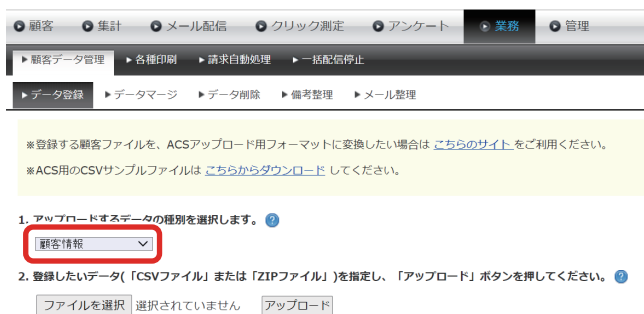 顧客 集計 メール配信 クリック測定 アンケート 業務 管理
顧客データ管理 各種印刷 請求自動処理 一括配信停止
データ登録 データマージ データ削除 備考整理 メール整理
※登録する顧客ファイルを、ACSアップロード用フォーマットに変換したい場合は こちらのサイト をご利用ください。
※ACS用のCSVサンプルファイルは こちらからダウンロード してください。
1. アップロードするデータの種別を選択します。 ?
顧客情報
2. 登録したいデータ(「CSVファイル」または「ZIPファイル」)を指定し、「アップロード」ボタンを押してください。 ?
ファイルを選択 選択されていません アップロード